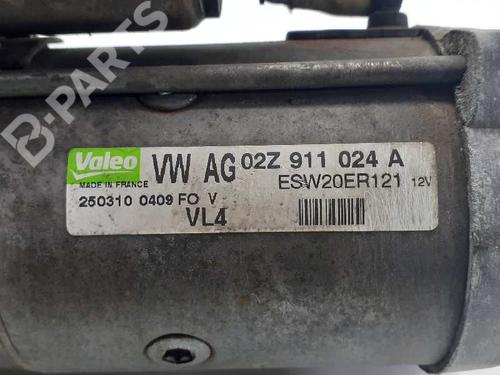 B-PARTS
Valeo VW AG 02Z 911 024 A
MADE IN FRANCE ESW20ER121 12V
250310 0409 FO V
VL4